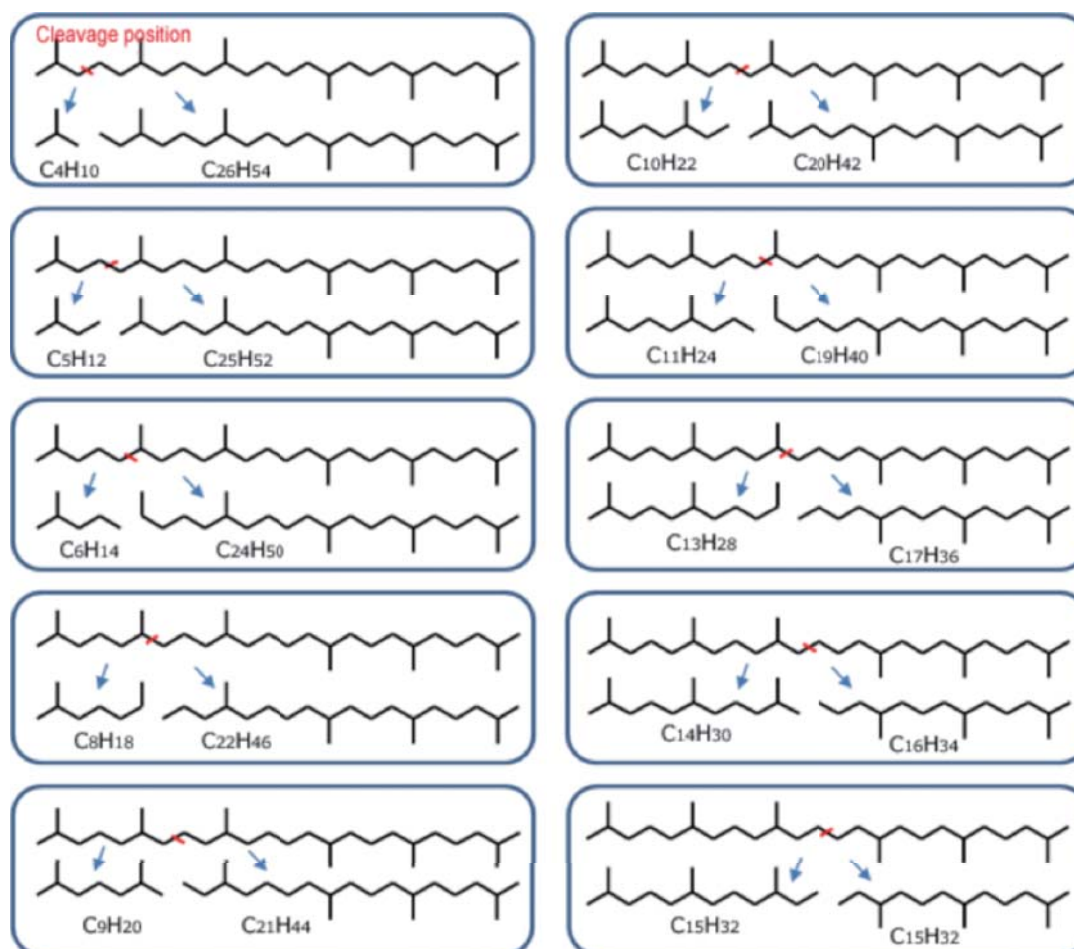 Cleavage position
C4H10 C26H54
C5H12 C25H52
C6H14 C24H50
C8H18 C22H46
C9H20 C21H44
C10H22 C20H42
C11H24 C19H40
C13H28 C17H36
C14H30 C16H34
C15H32 C15H32